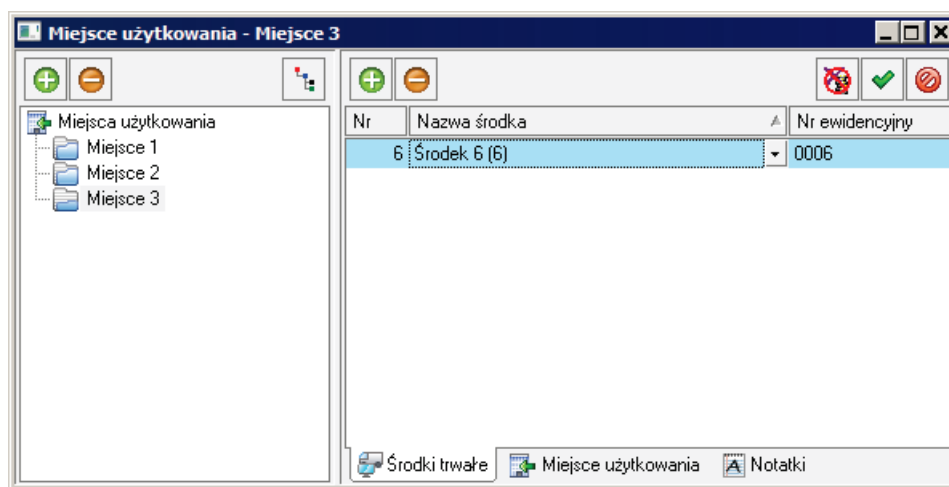 Miejsce użytkowania - Miejsce 3
Miejsca użytkowania
Miejsce 1
Miejsce 2
Miejsce 3
Nr Nazwa środka Nr ewidencyjny
6 Środek 6 (6) 0006
Środki trwałe Miejsce użytkowania Notatki